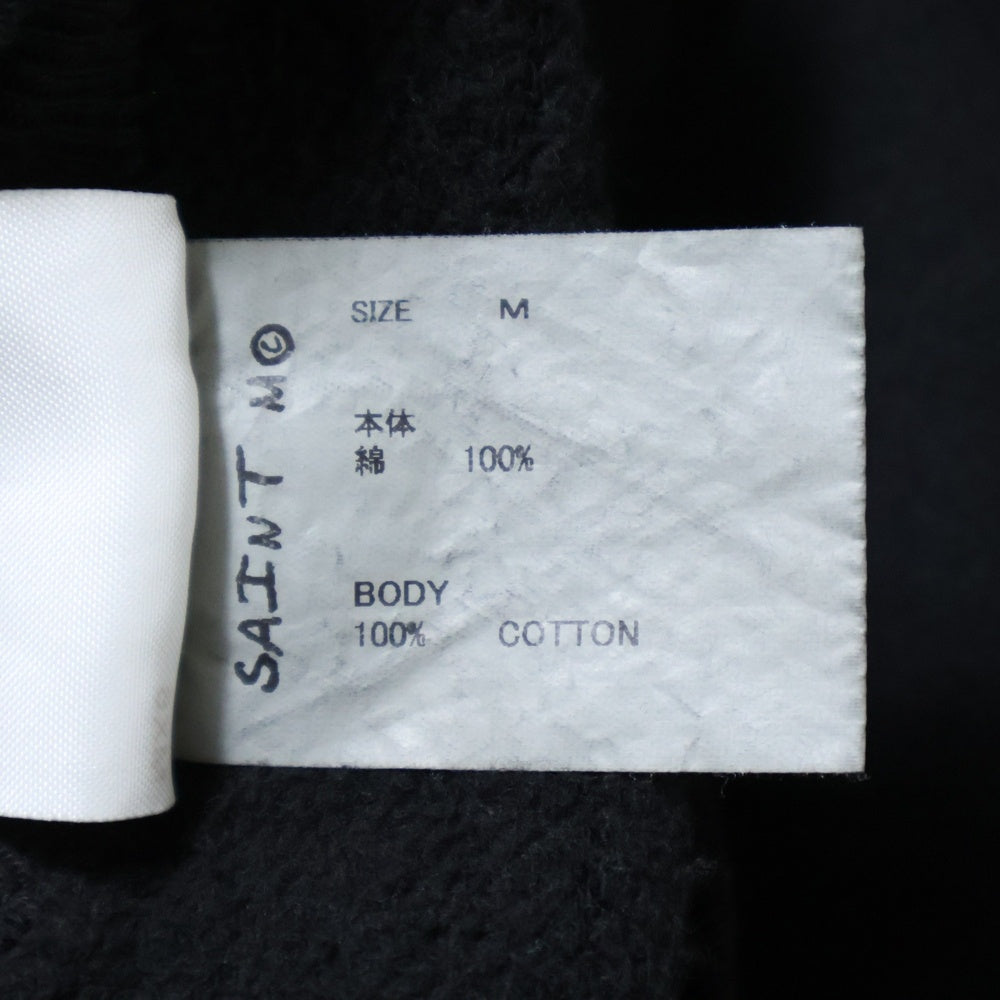 SAINT M©
SIZE M
本体
綿 100%
BODY
100% COTTON